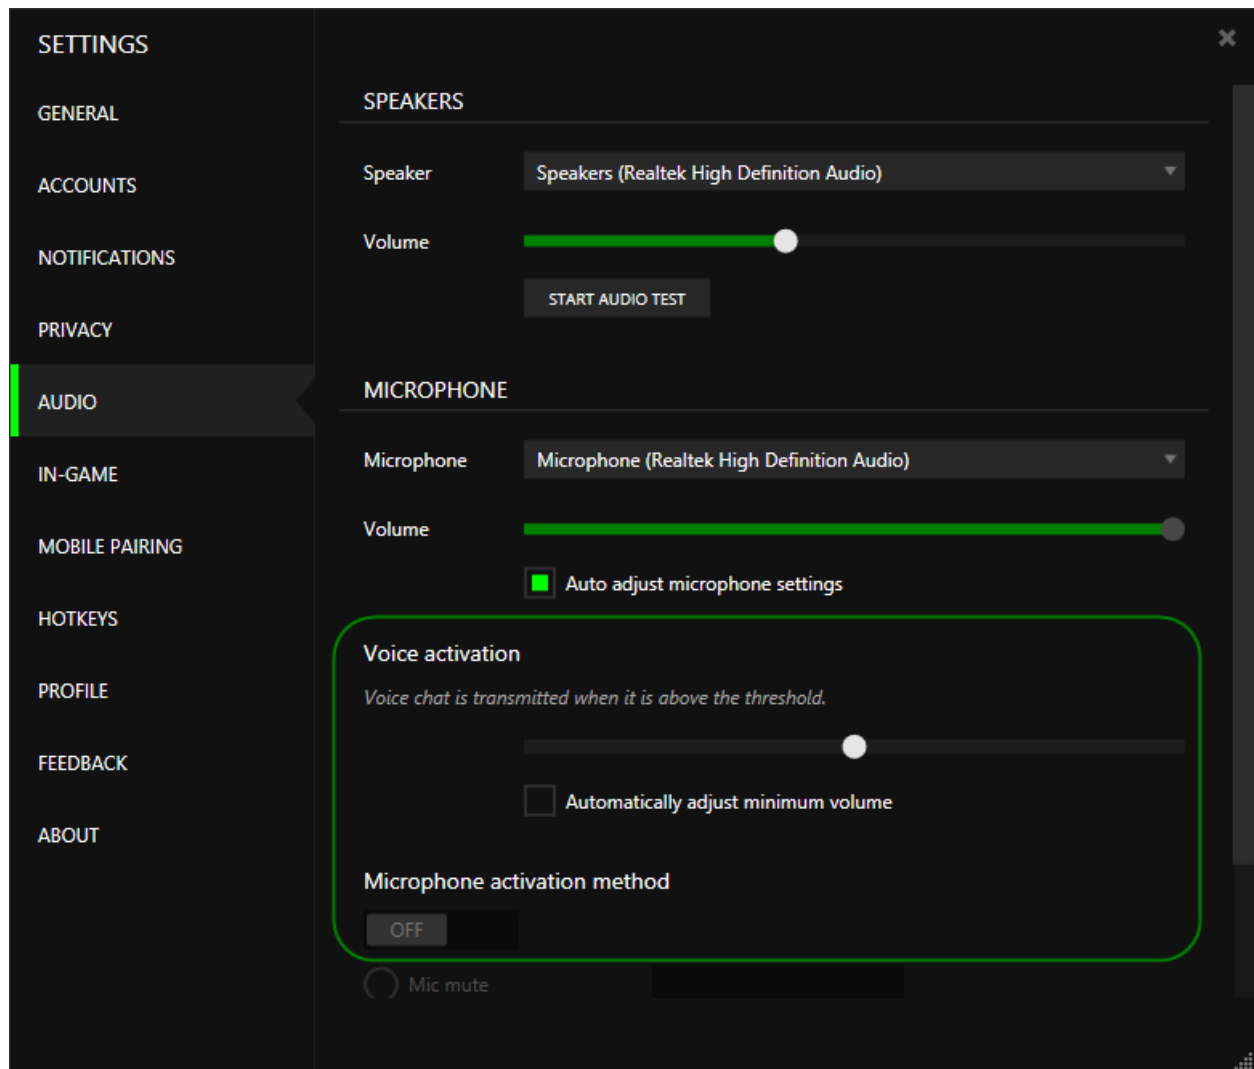 SETTINGS
GENERAL
ACCOUNTS
NOTIFICATIONS
PRIVACY
AUDIO
IN-GAME
MOBILE PAIRING
HOTKEYS
PROFILE
FEEDBACK
ABOUT
SPEAKERS
Speaker
Speakers (Realtek High Definition Audio)
Volume
START AUDIO TEST
MICROPHONE
Microphone
Microphone (Realtek High Definition Audio)
Volume
Auto adjust microphone settings
Voice activation
Voice chat is transmitted when it is above the threshold.
Automatically adjust minimum volume
Microphone activation method
OFF
Mic mute